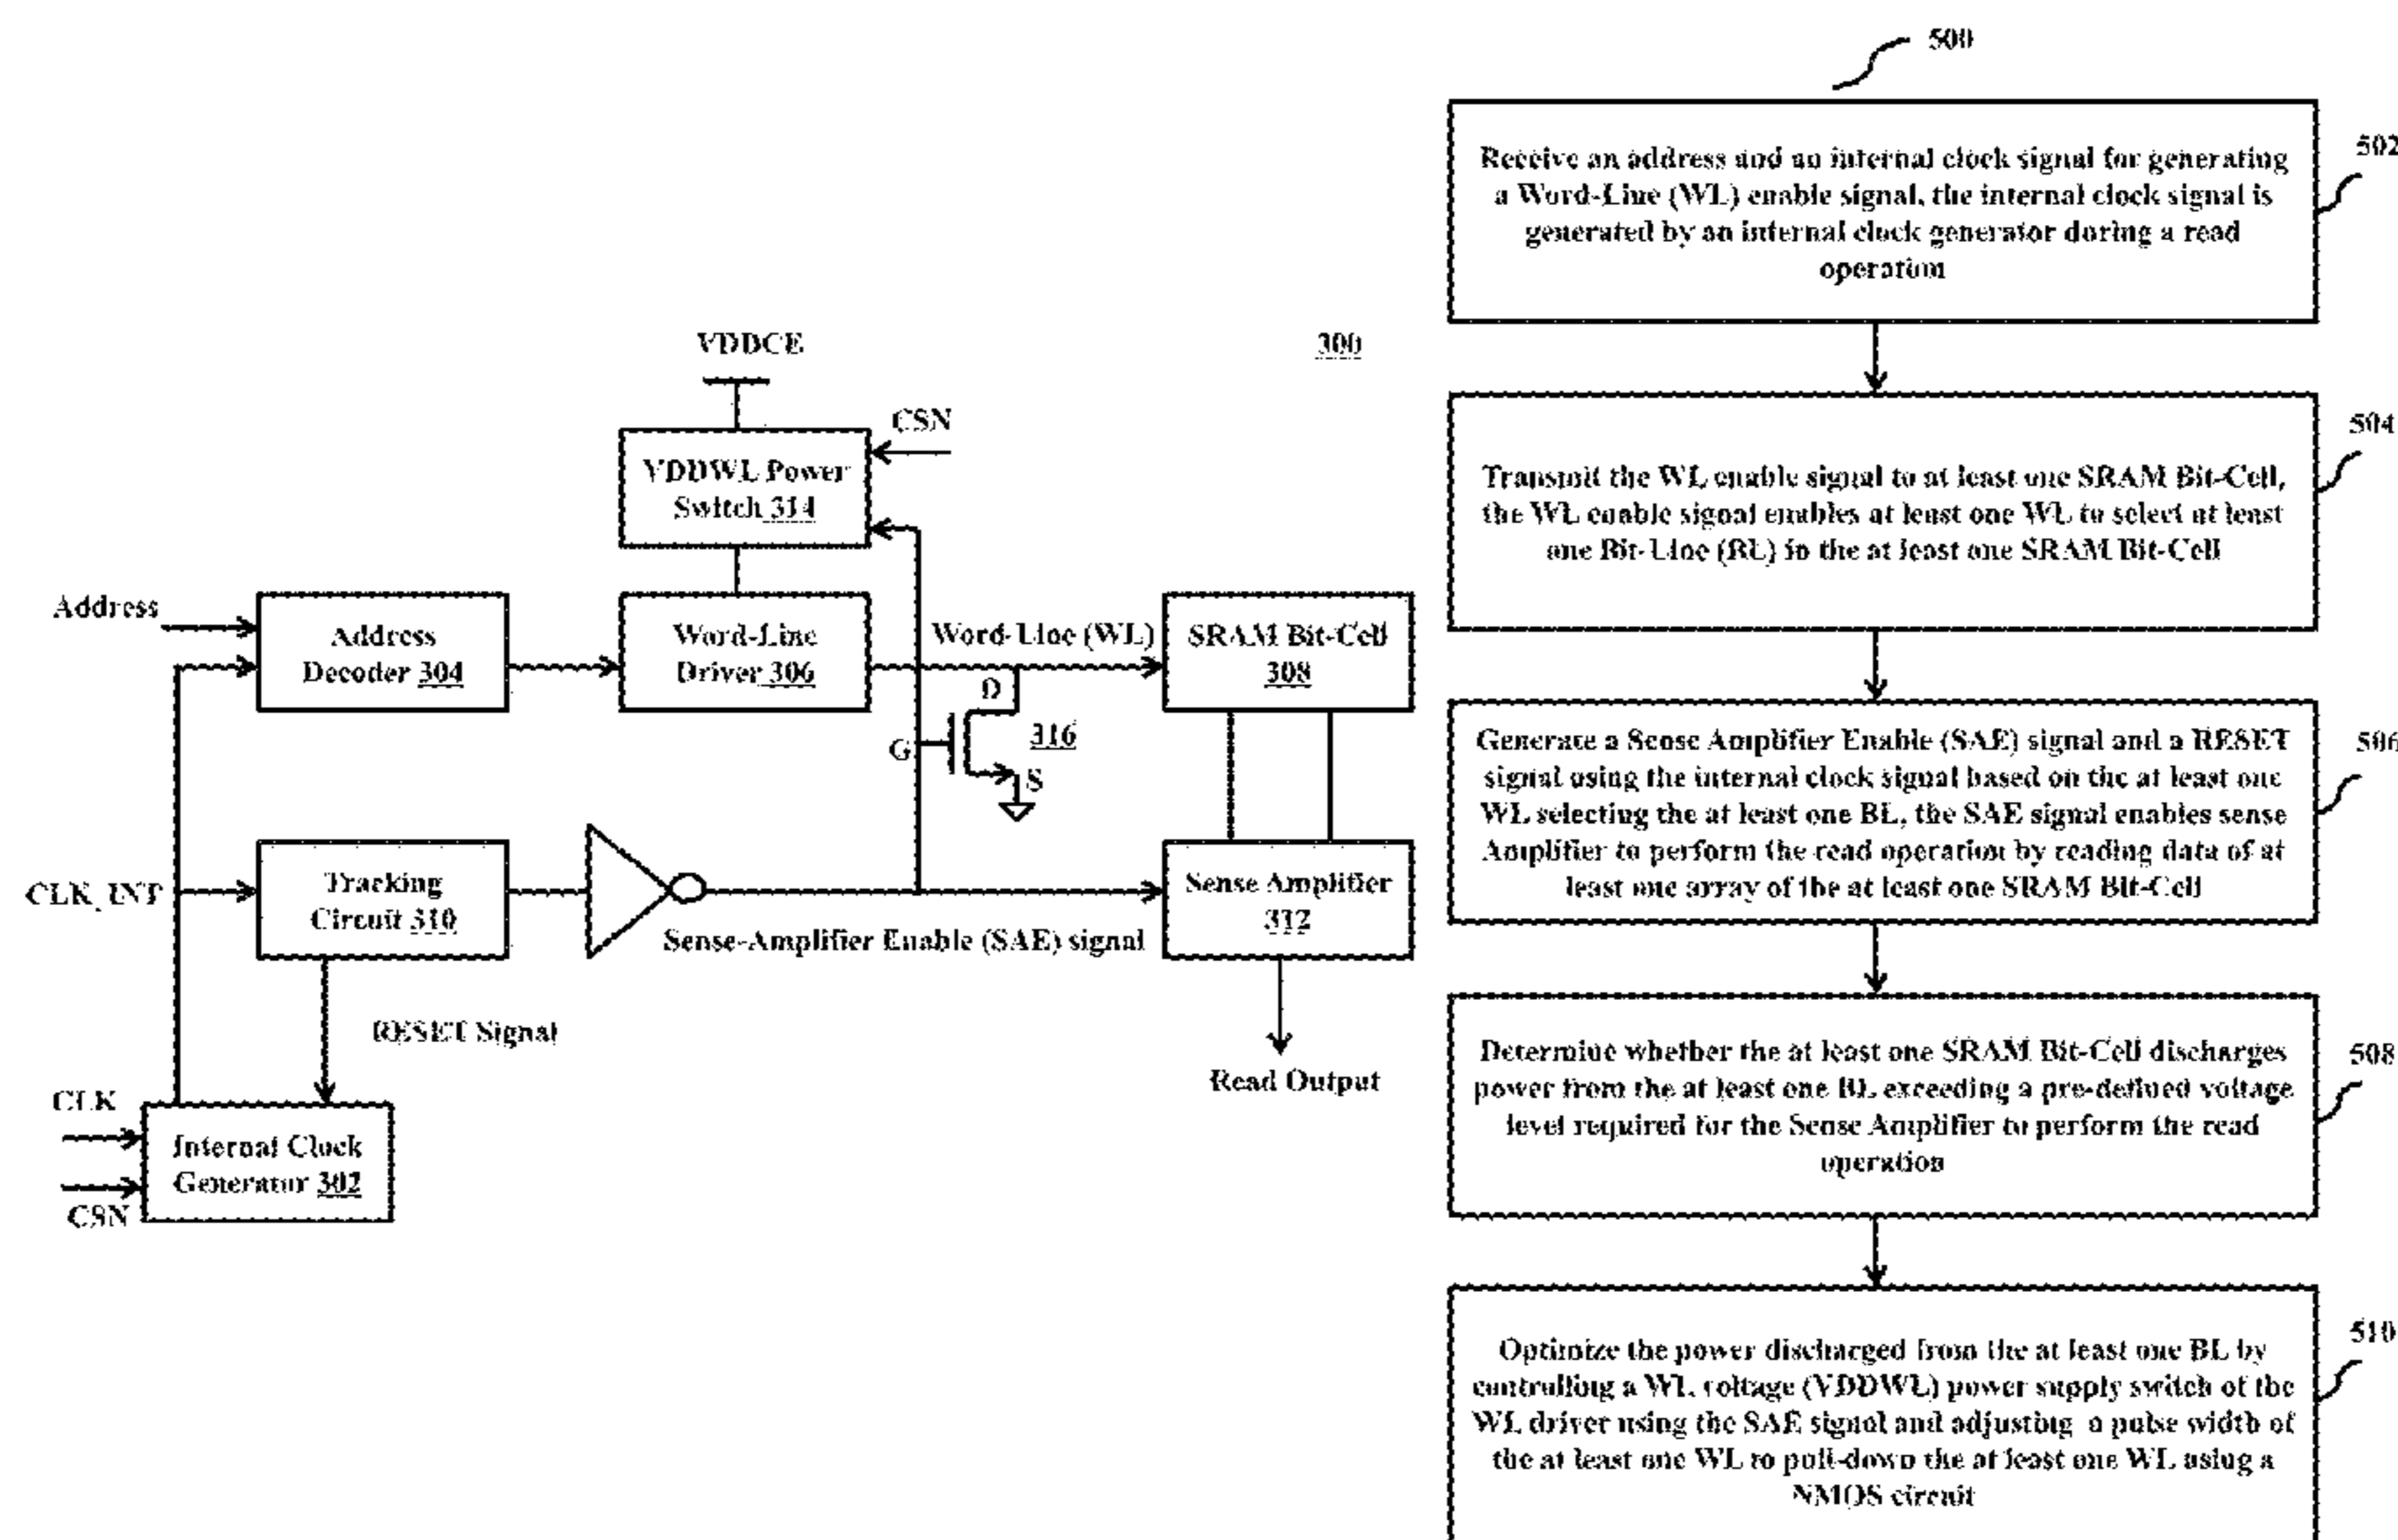 300
VDDCE
CSN
VDDWL Power
Switch 314
Address
Address
Decoder 304
Word-Line
Driver 306
Word-Line (WL)
SRAM Bit-Cell
308
D
G
316
S
CLK_INT
Tracking
Circuit 310
Sense-Amplifier Enable (SAE) signal
Sense Amplifier
312
RESET Signal
Read Output
CLK
CSN
Internal Clock
Generator 302
500
Receive an address and an internal clock signal for generating
a Word-Line (WL) enable signal, the internal clock signal is
generated by an internal clock generator during a read
operation
502
Transmit the WL enable signal to at least one SRAM Bit-Cell,
the WL enable signal enables at least one WL to select at least
one Bit-Line (BL) in the at least one SRAM Bit-Cell
504
Generate a Sense Amplifier Enable (SAE) signal and a RESET
signal using the internal clock signal based on the at least one
WL selecting the at least one BL, the SAE signal enables sense
Amplifier to perform the read operation by reading data of at
least one array of the at least one SRAM Bit-Cell
506
Determine whether the at least one SRAM Bit-Cell discharges
power from the at least one BL exceeding a pre-defined voltage
level required for the Sense Amplifier to perform the read
operation
508
Optimize the power discharged from the at least one BL by
controlling a WL voltage (VDDWL) power supply switch of the
WL driver using the SAE signal and adjusting a pulse width of
the at least one WL to pull-down the at least one WL using a
NMOS circuit
510